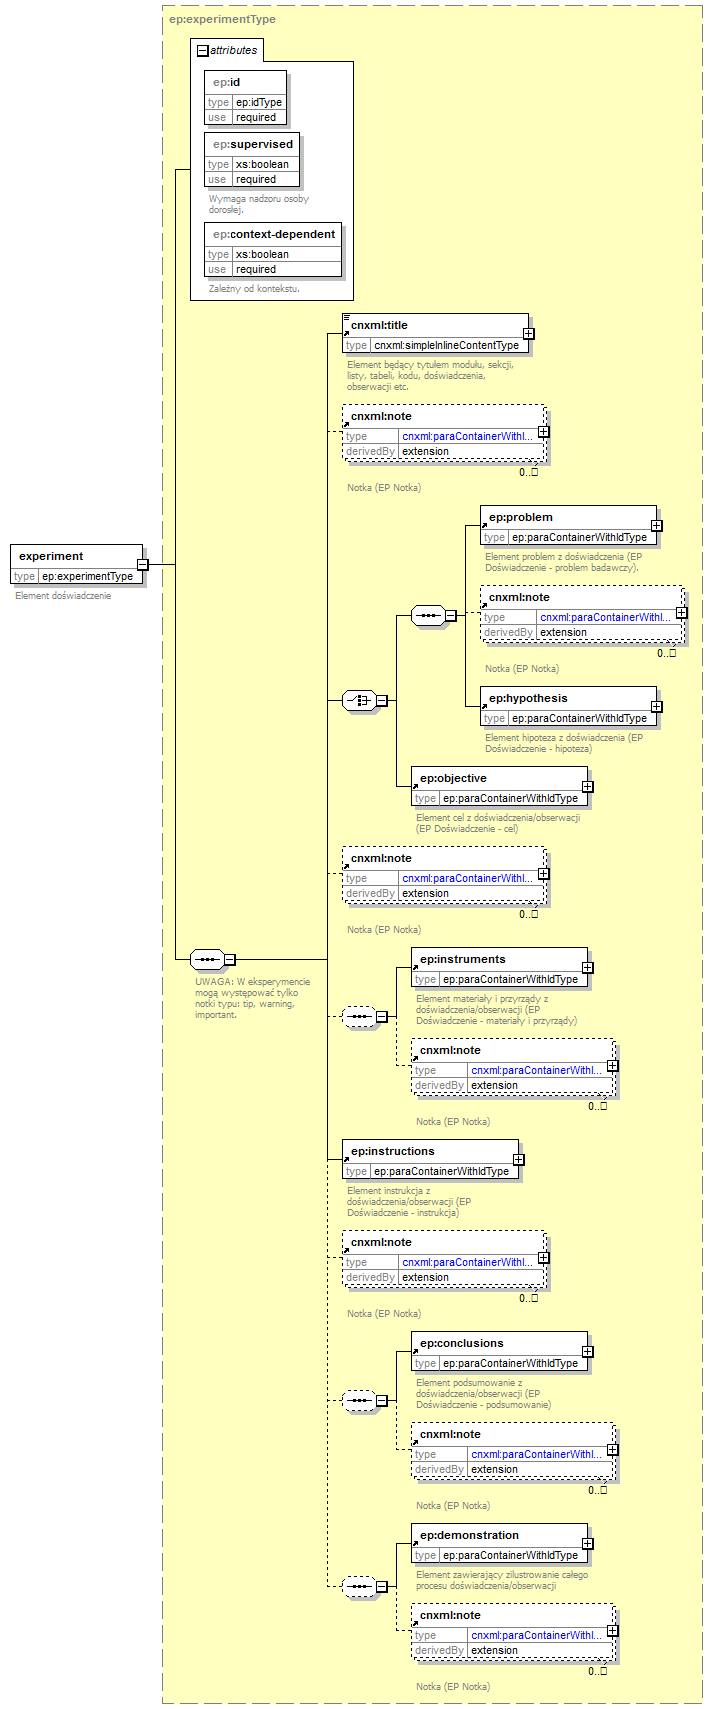 ep:experimentType
attributes
ep:id
type ep:idType
use required
ep:supervised
type xs:boolean
use required
Wymaga nadzoru osoby
dorosłej.
ep:context-dependent
type xs:boolean
use required
Zależny od kontekstu.
cnxml:title
type cnxml:simpleInlineContentType
Element będący tytułem modułu, sekcji,
listy, tabeli, kodu, doświadczenia,
obserwacji etc.
cnxml:note
type cnxml:paraContainerWithI...
derivedBy extension
0..□
Notka (EP Notka)
experiment
type ep:experimentType
Element doświadczenie
ep:problem
type ep:paraContainerWithIdType
Element problem z doświadczenia (EP
Doświadczenie - problem badawczy).
cnxml:note
type cnxml:paraContainerWithI...
derivedBy extension
0..□
Notka (EP Notka)
ep:hypothesis
type ep:paraContainerWithIdType
Element hipoteza z doświadczenia (EP
Doświadczenie - hipoteza)
ep:objective
type ep:paraContainerWithIdType
Element cel z doświadczenia/obserwacji
(EP Doświadczenie - cel)
cnxml:note
type cnxml:paraContainerWithI...
derivedBy extension
0..□
Notka (EP Notka)
UWAGA: W eksperymencie
mogą występować tylko
notki typu: tip, warning,
important.
ep:instruments
type ep:paraContainerWithIdType
Element materiały i przyrządy z
doświadczenia/obserwacji (EP
Doświadczenie - materiały i przyrządy)
cnxml:note
type cnxml:paraContainerWithI...
derivedBy extension
0..□
Notka (EP Notka)
ep:instructions
type ep:paraContainerWithIdType
Element instrukcja z
doświadczenia/obserwacji (EP
Doświadczenie - instrukcja)
cnxml:note
type cnxml:paraContainerWithI...
derivedBy extension
0..□
Notka (EP Notka)
ep:conclusions
type ep:paraContainerWithIdType
Element podsumowanie z
doświadczenia/obserwacji (EP
Doświadczenie - podsumowanie)
cnxml:note
type cnxml:paraContainerWithI...
derivedBy extension
0..□
Notka (EP Notka)
ep:demonstration
type ep:paraContainerWithIdType
Element zawierający zilustrowanie całego
procesu doświadczenia/obserwacji
cnxml:note
type cnxml:paraContainerWithI...
derivedBy extension
0..□
Notka (EP Notka)